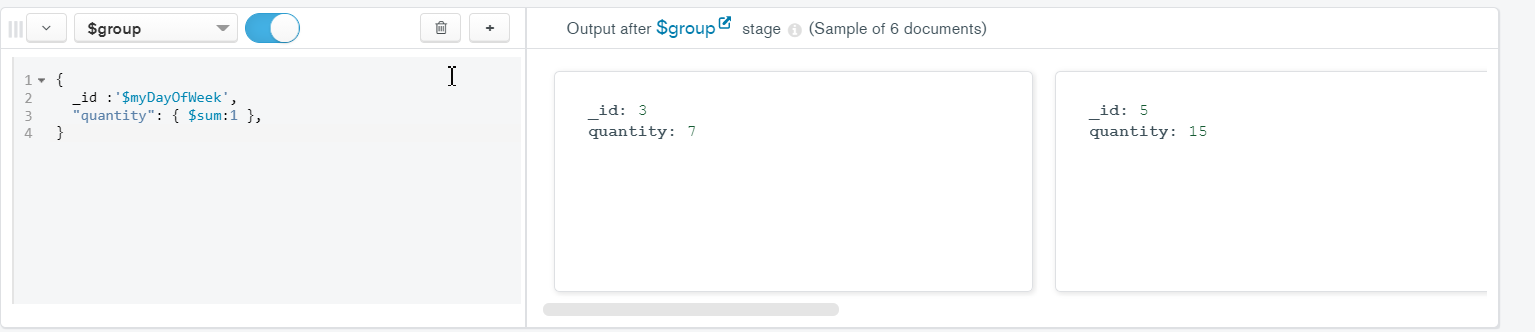 $group
Output after $group stage (Sample of 6 documents)
1 {
2 _id :'$myDayOfWeek',
3 "quantity": { $sum:1 },
4 }
_id: 3
quantity: 7
_id: 5
quantity: 15